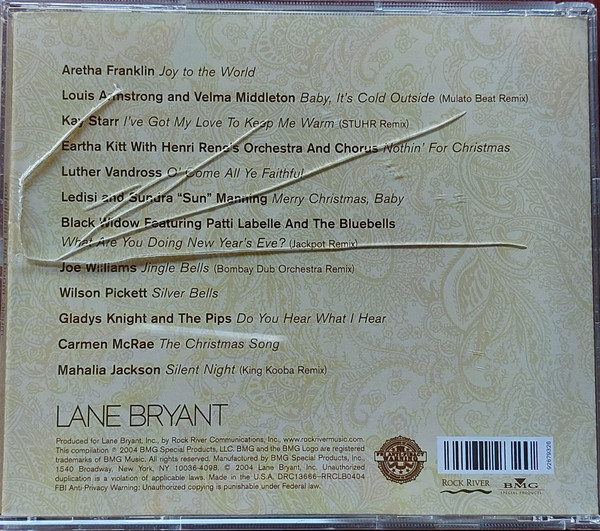 Aretha Franklin Joy to the World
Louis Armstrong and Velma Middleton Baby, It's Cold Outside (Mulato Beat Remix)
Kay Starr I've Got My Love To Keep Me Warm (STUHR Remix)
Eartha Kitt With Henri Rene's Orchestra And Chorus Nothin' For Christmas
Luther Vandross O' Come All Ye Faithful
Ledisi and Sundra "Sun" Manning Merry Christmas, Baby
Black Widow Featuring Patti Labelle And The Bluebells
What Are You Doing New Year's Eve? (Jackpot Remix)
Joe Williams Jingle Bells (Bombay Dub Orchestra Remix)
Wilson Pickett Silver Bells
Gladys Knight and The Pips Do You Hear What I Hear
Carmen McRae The Christmas Song
Mahalia Jackson Silent Night (King Kooba Remix)
LANE BRYANT
Produced for Lane Bryant, Inc. by Rock River Communications, Inc., www.rockrivermusic.com.
This compilation ℗ 2004 BMG Special Products, LLC. BMG and the BMG Logo are registered
trademarks of BMG Music. All rights reserved. Manufactured by BMG Special Products, Inc.,
1540 Broadway, New York, NY 10036-4098. © 2004 Lane Bryant, Inc. Unauthorized
duplication is a violation of applicable laws. Made in the U.S.A. DRC13666–RRCLB0404
FBI Anti-Privacy Warning: Unauthorized copying is punishable under Federal law.
92679326
ROCK RIVER
BMG
SPECIAL PRODUCTS